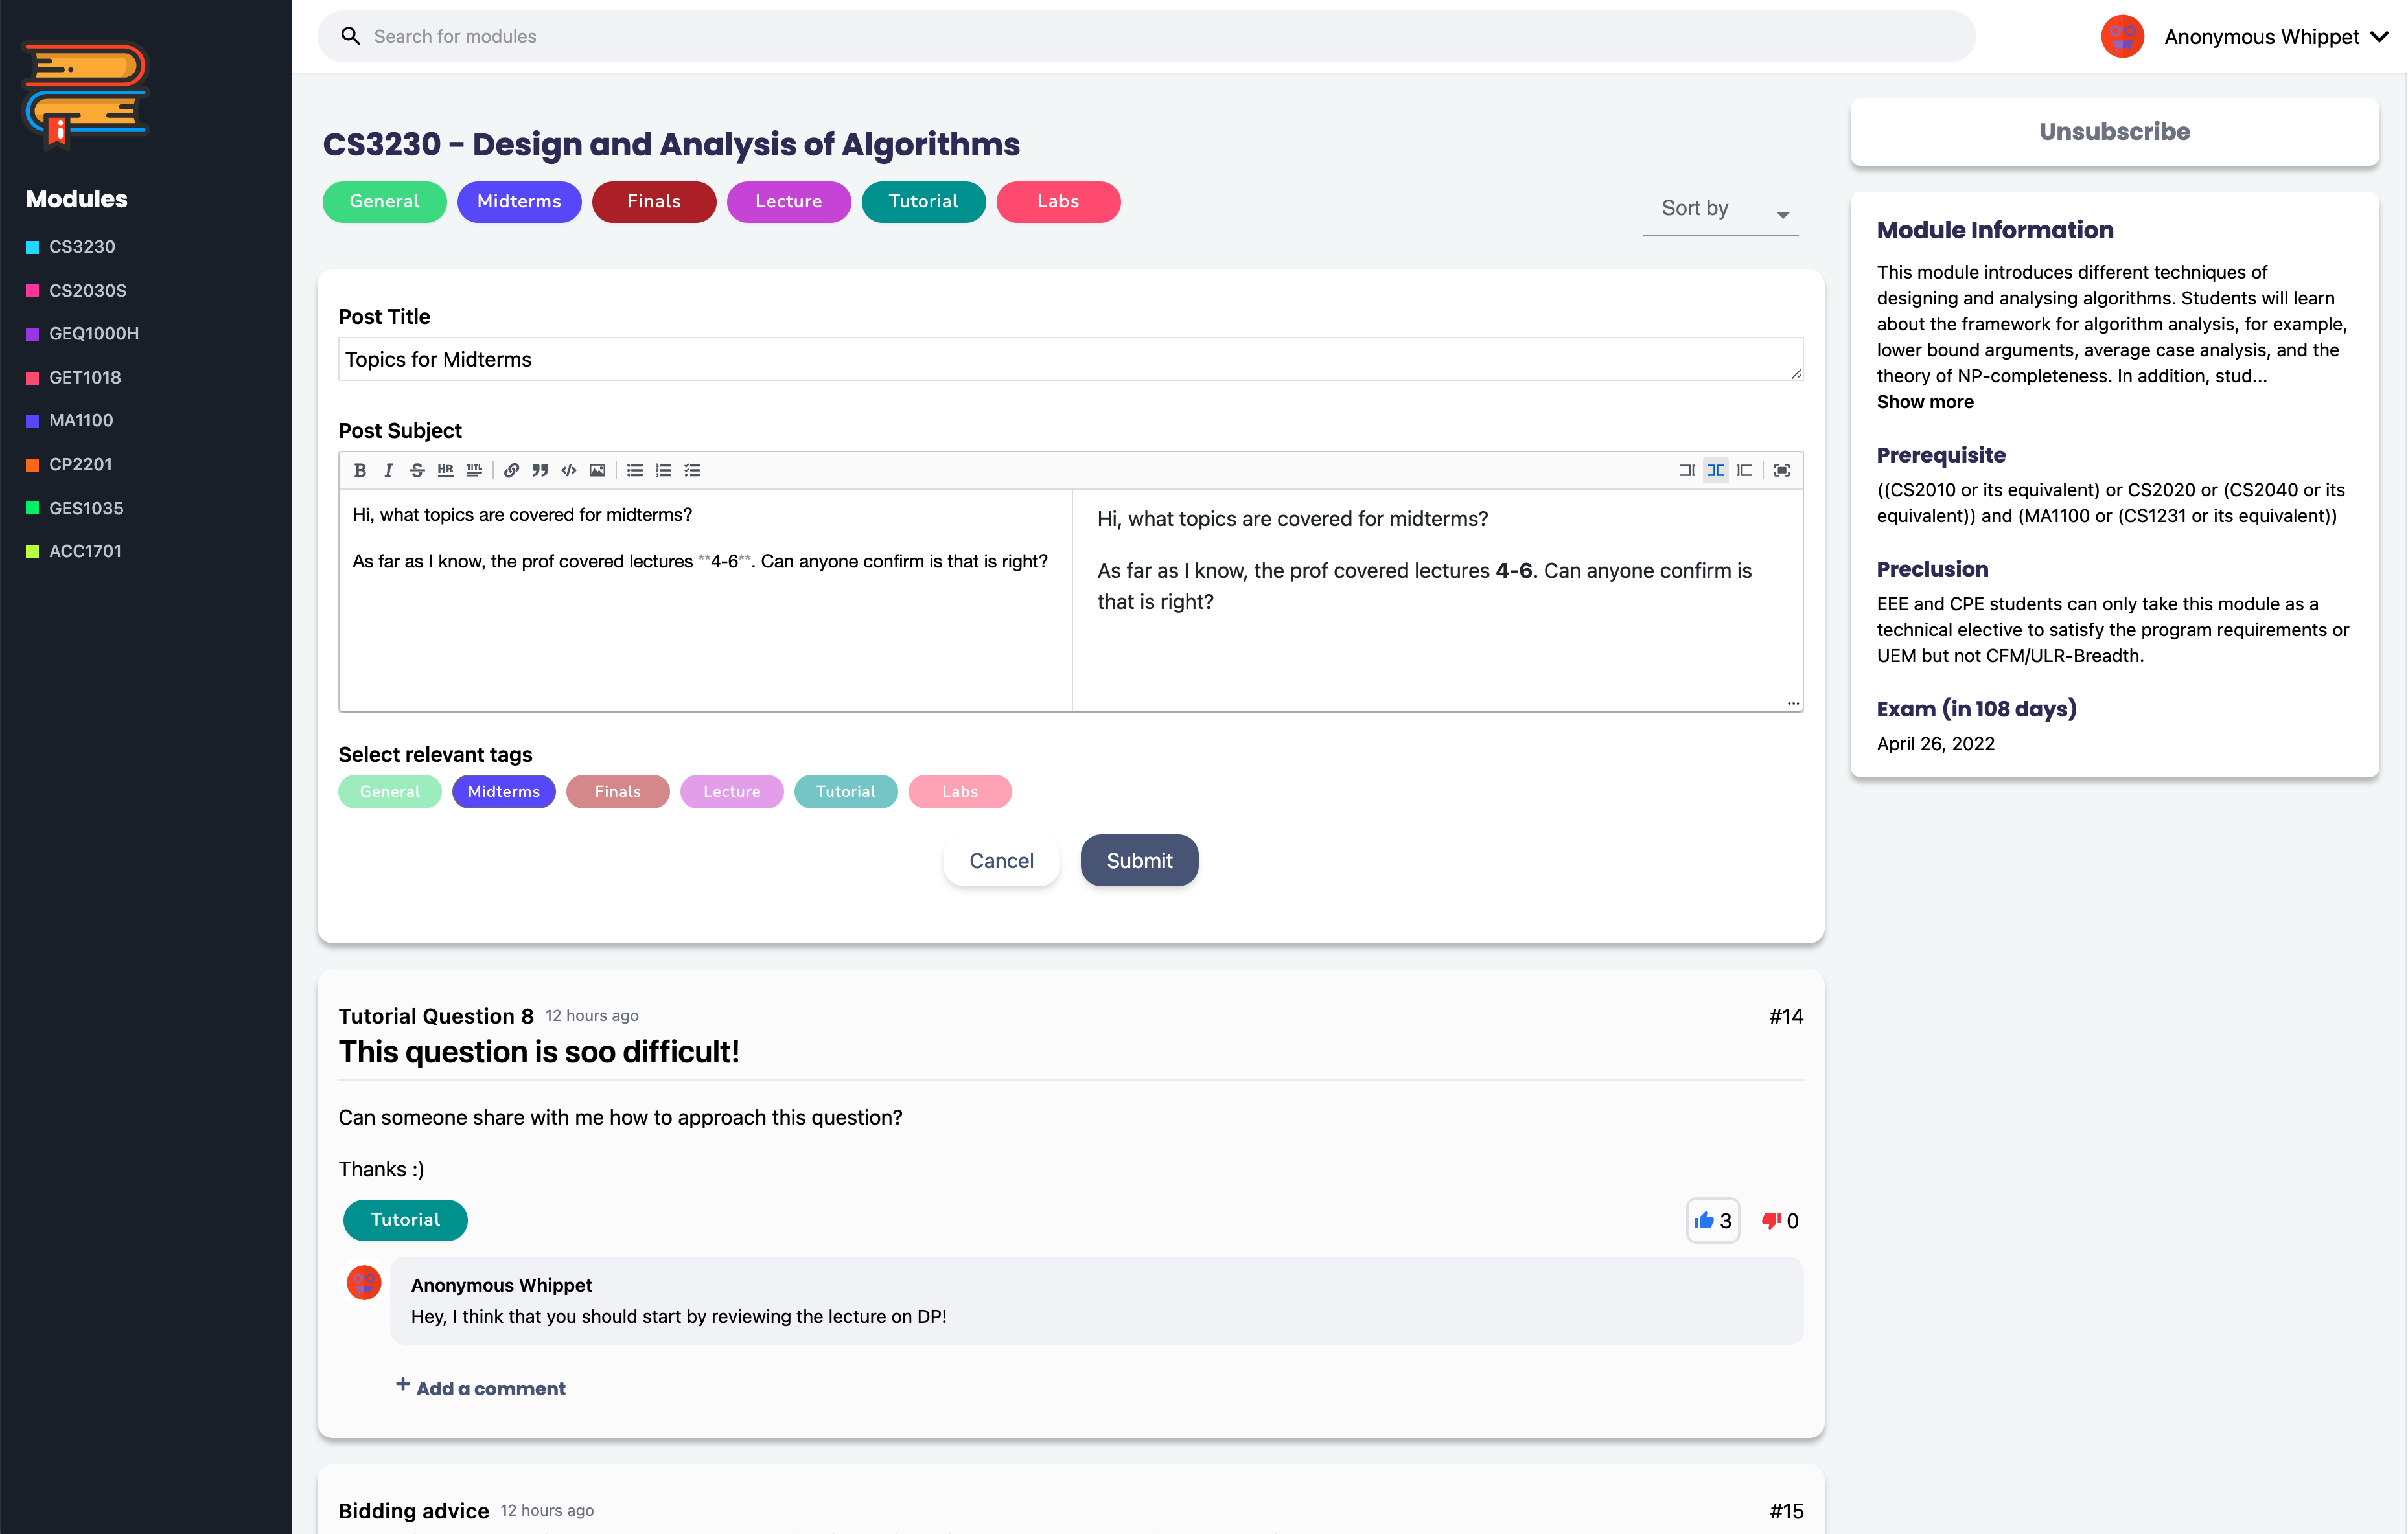 Search for modules
Anonymous Whippet
Modules
CS3230
CS2030S
GEQ1000H
GET1018
MA1100
CP2201
GES1035
ACC1701
CS3230 - Design and Analysis of Algorithms
General Midterms Finals Lecture Tutorial Labs
Sort by
Post Title
Topics for Midterms
Post Subject
B I S HR TITL
Hi, what topics are covered for midterms?
As far as I know, the prof covered lectures **4-6**. Can anyone confirm is that is right?
Hi, what topics are covered for midterms?
As far as I know, the prof covered lectures 4-6. Can anyone confirm is
that is right?
Select relevant tags
General Midterms Finals Lecture Tutorial Labs
Cancel Submit
Tutorial Question 8 12 hours ago #14
This question is soo difficult!
Can someone share with me how to approach this question?
Thanks :)
Tutorial
3 0
Anonymous Whippet
Hey, I think that you should start by reviewing the lecture on DP!
+ Add a comment
Bidding advice 12 hours ago #15
Unsubscribe
Module Information
This module introduces different techniques of
designing and analysing algorithms. Students will learn
about the framework for algorithm analysis, for example,
lower bound arguments, average case analysis, and the
theory of NP-completeness. In addition, stud...
Show more
Prerequisite
((CS2010 or its equivalent) or CS2020 or (CS2040 or its
equivalent)) and (MA1100 or (CS1231 or its equivalent))
Preclusion
EEE and CPE students can only take this module as a
technical elective to satisfy the program requirements or
UEM but not CFM/ULR-Breadth.
Exam (in 108 days)
April 26, 2022